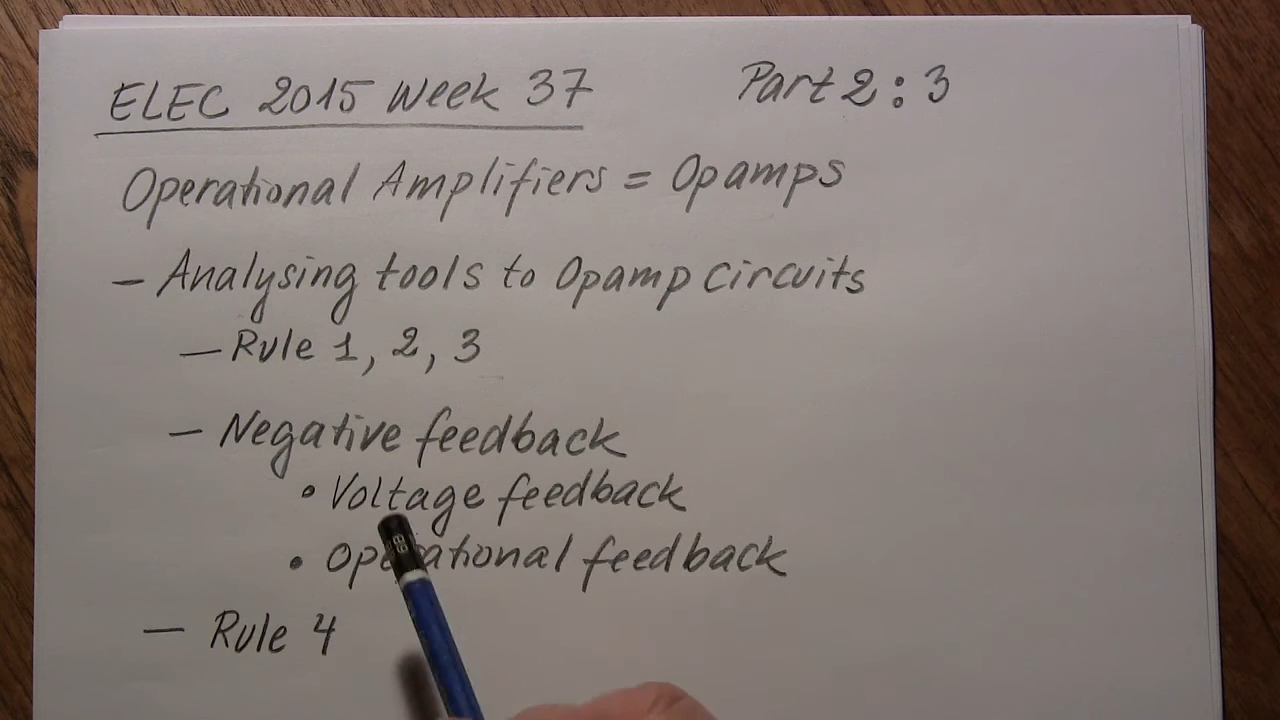 ELEC 2015 Week 37 Part 2:3
Operational Amplifiers = Opamps
- Analysing tools to Opamp circuits
- Rule 1, 2, 3
- Negative feedback
• Voltage feedback
• Operational feedback
- Rule 4